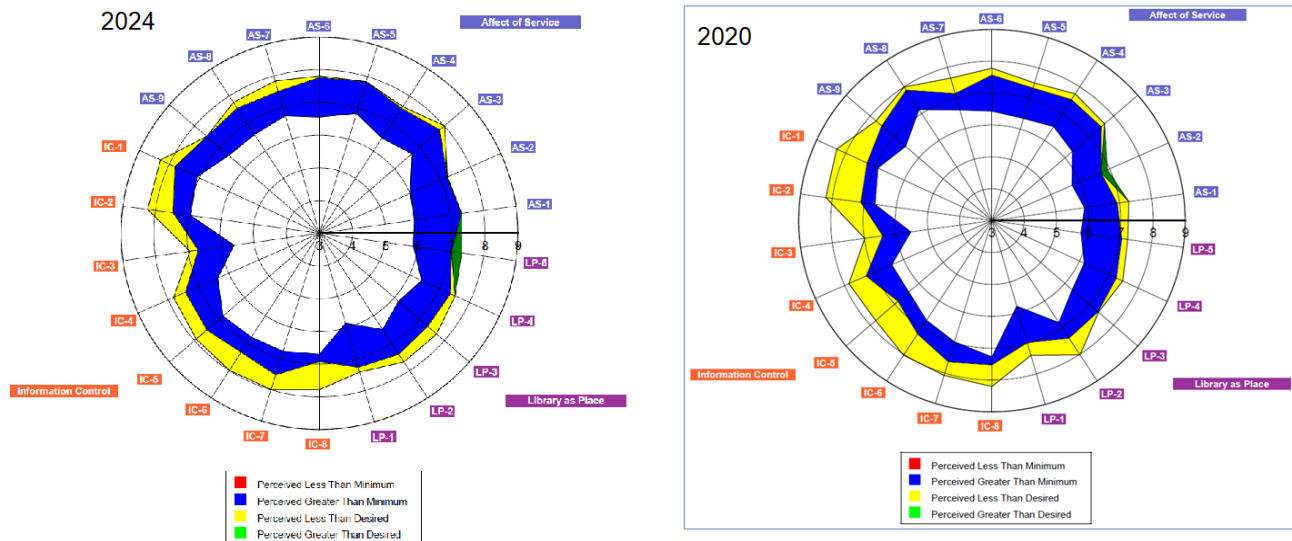 2024
Affect of Service
AS-6
AS-5
AS-4
AS-3
AS-2
AS-1
LP-5
LP-4
LP-3
LP-2
LP-1
IC-8
IC-7
IC-6
IC-5
IC-4
IC-3
IC-2
IC-1
AS-9
AS-8
AS-7
3 4 5 6 7 8 9
Information Control
Library as Place
Perceived Less Than Minimum
Perceived Greater Than Minimum
Perceived Less Than Desired
Perceived Greater Than Desired
2020
Affect of Service
AS-6
AS-5
AS-4
AS-3
AS-2
AS-1
LP-5
LP-4
LP-3
LP-2
LP-1
IC-8
IC-7
IC-6
IC-5
IC-4
IC-3
IC-2
IC-1
AS-9
AS-8
AS-7
3 4 5 6 7 8 9
Information Control
Library as Place
Perceived Less Than Minimum
Perceived Greater Than Minimum
Perceived Less Than Desired
Perceived Greater Than Desired